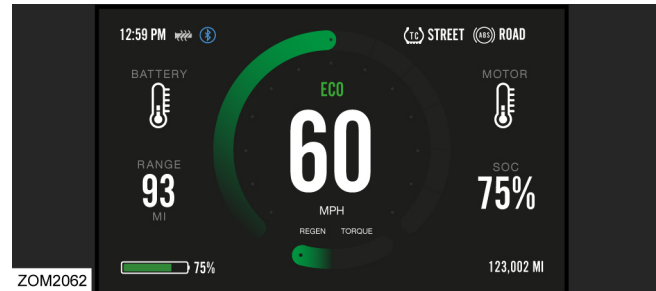 12:59 PM
TC STREET ABS ROAD
BATTERY
MOTOR
ECO
60
MPH
RANGE
93
MI
SOC
75%
REGEN TORQUE
75%
123,002 MI
ZOM2062